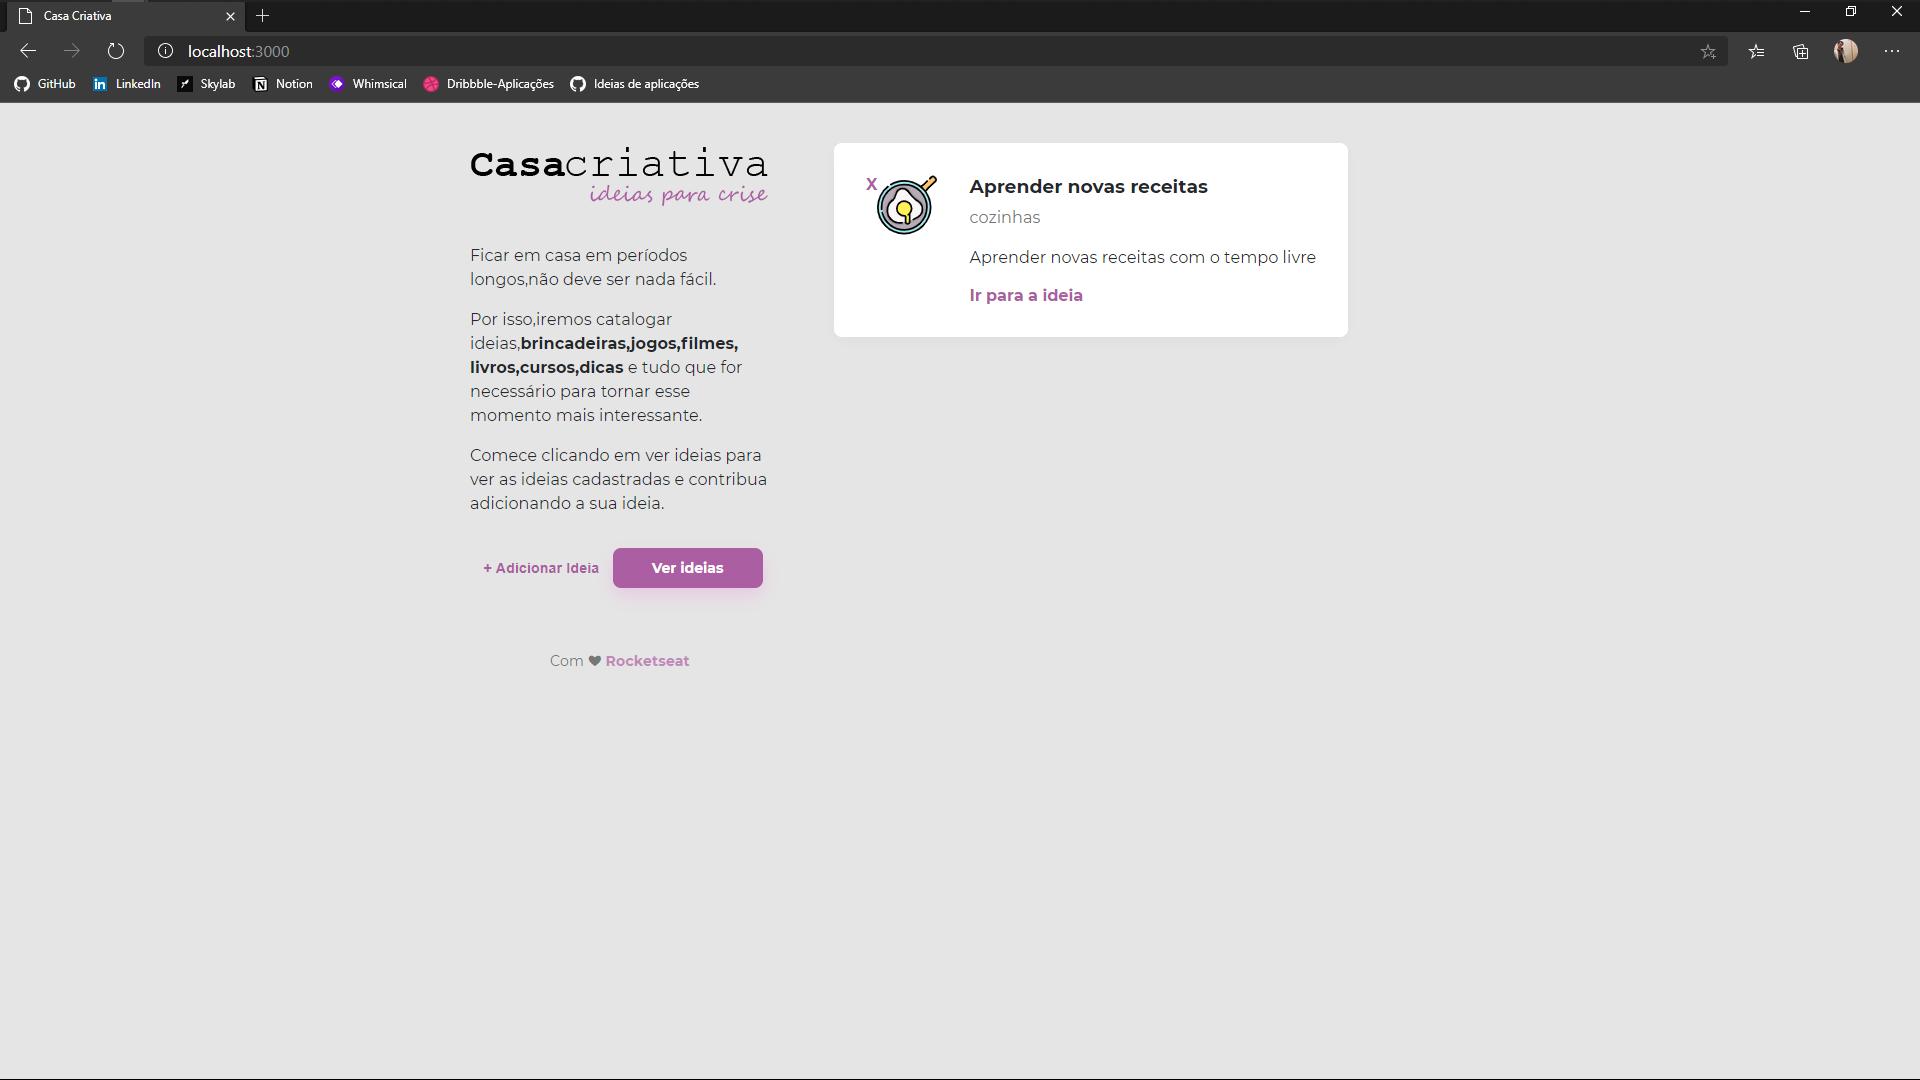 Casa Criativa
localhost:3000
GitHub LinkedIn Skylab Notion Whimsical Dribbble-Aplicações Ideias de aplicações
Casacriativa
ideias para crise
Ficar em casa em períodos
longos,não deve ser nada fácil.
Por isso,iremos catalogar
ideias,brincadeiras,jogos,filmes,
livros,cursos,dicas e tudo que for
necessário para tornar esse
momento mais interessante.
Comece clicando em ver ideias para
ver as ideias cadastradas e contribua
adicionando a sua ideia.
+ Adicionar Ideia
Ver ideias
Com ♥ Rocketseat
X
Aprender novas receitas
cozinhas
Aprender novas receitas com o tempo livre
Ir para a ideia